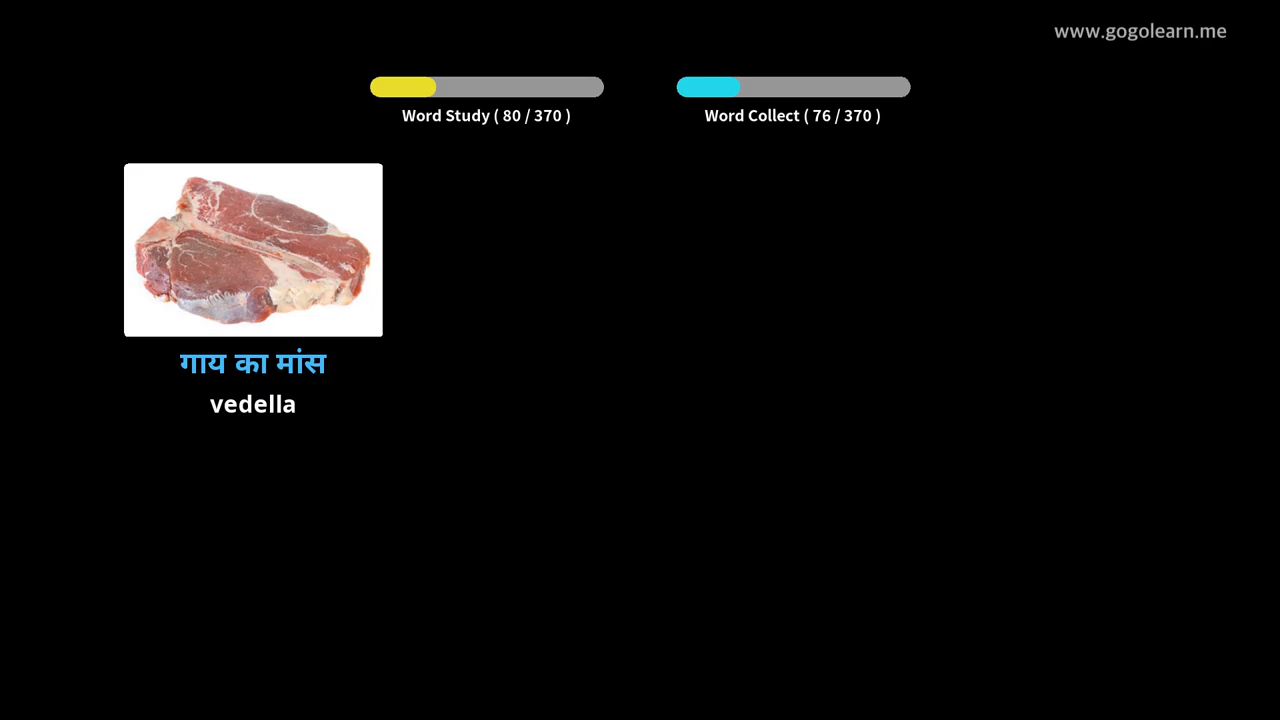 www.gogolearn.me
Word Study ( 80 / 370 )
Word Collect ( 76 / 370 )
गाय का मांस
vedella